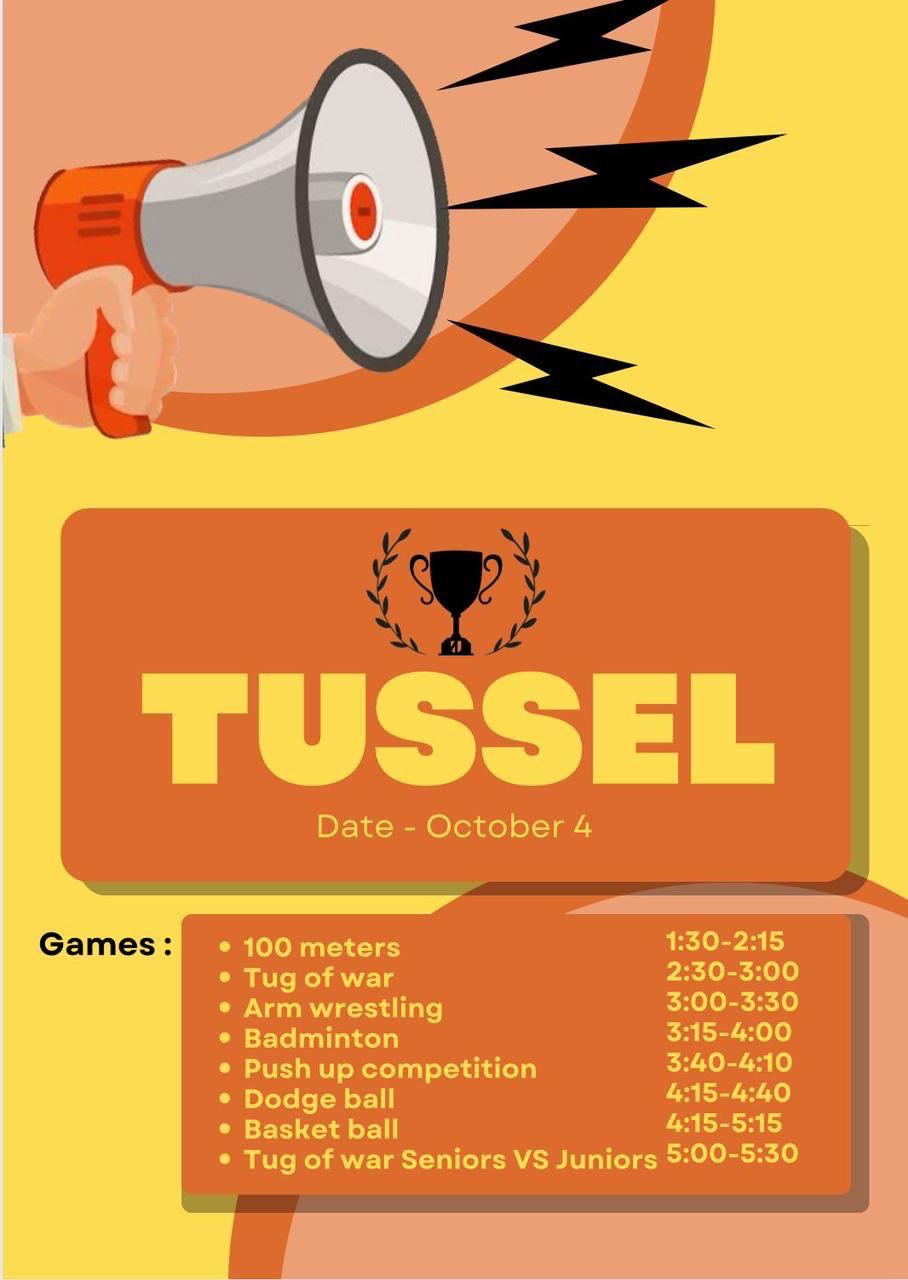 TUSSEL
Date - October 4
Games :
• 100 meters 1:30-2:15
• Tug of war 2:30-3:00
• Arm wrestling 3:00-3:30
• Badminton 3:15-4:00
• Push up competition 3:40-4:10
• Dodge ball 4:15-4:40
• Basket ball 4:15-5:15
• Tug of war Seniors VS Juniors 5:00-5:30